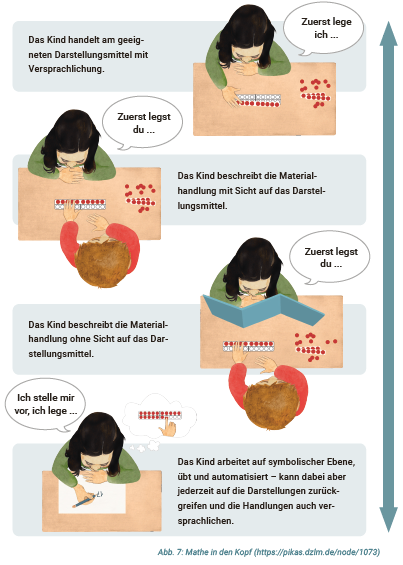 Zuerst lege
ich ...
Das Kind handelt am geeig-
neten Darstellungsmittel mit
Versprachlichung.
Zuerst legst
du ...
Das Kind beschreibt die Material-
handlung mit Sicht auf das Darstel-
lungsmittel.
Zuerst legst
du ...
Das Kind beschreibt die Material-
handlung ohne Sicht auf das Dar-
stellungsmittel.
Ich stelle mir
vor, ich lege ...
Das Kind arbeitet auf symbolischer Ebene,
übt und automatisiert – kann dabei aber
jederzeit auf die Darstellungen zurück-
greifen und die Handlungen auch ver-
sprachlichen.
Abb. 7: Mathe in den Kopf (https://pikas.dzlm.de/node/1073)